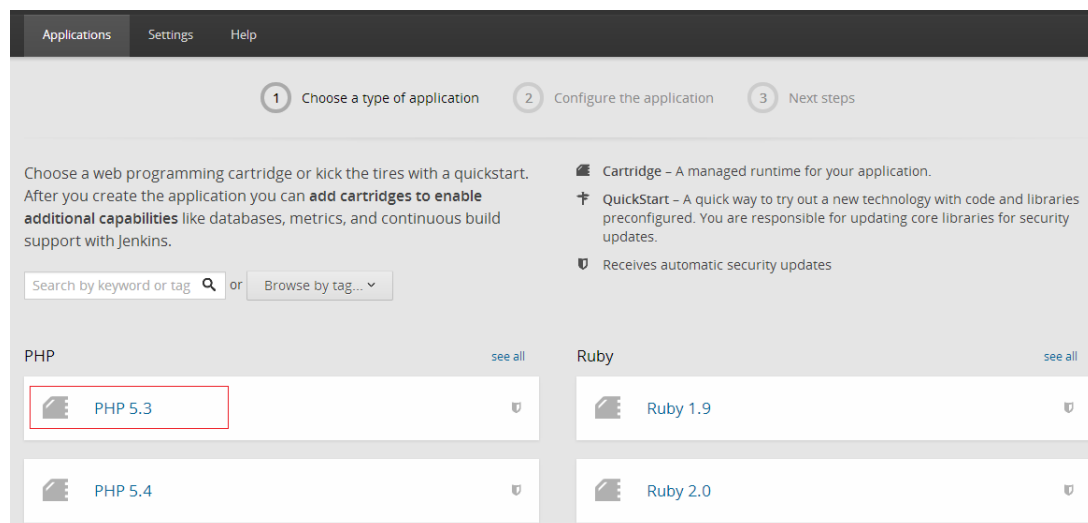 Applications Settings Help
1 Choose a type of application 2 Configure the application 3 Next steps
Choose a web programming cartridge or kick the tires with a quickstart.
After you create the application you can add cartridges to enable
additional capabilities like databases, metrics, and continuous build
support with Jenkins.
Search by keyword or tag or Browse by tag...
Cartridge – A managed runtime for your application.
QuickStart – A quick way to try out a new technology with code and libraries
preconfigured. You are responsible for updating core libraries for security
updates.
Receives automatic security updates
PHP see all
PHP 5.3
PHP 5.4
Ruby see all
Ruby 1.9
Ruby 2.0